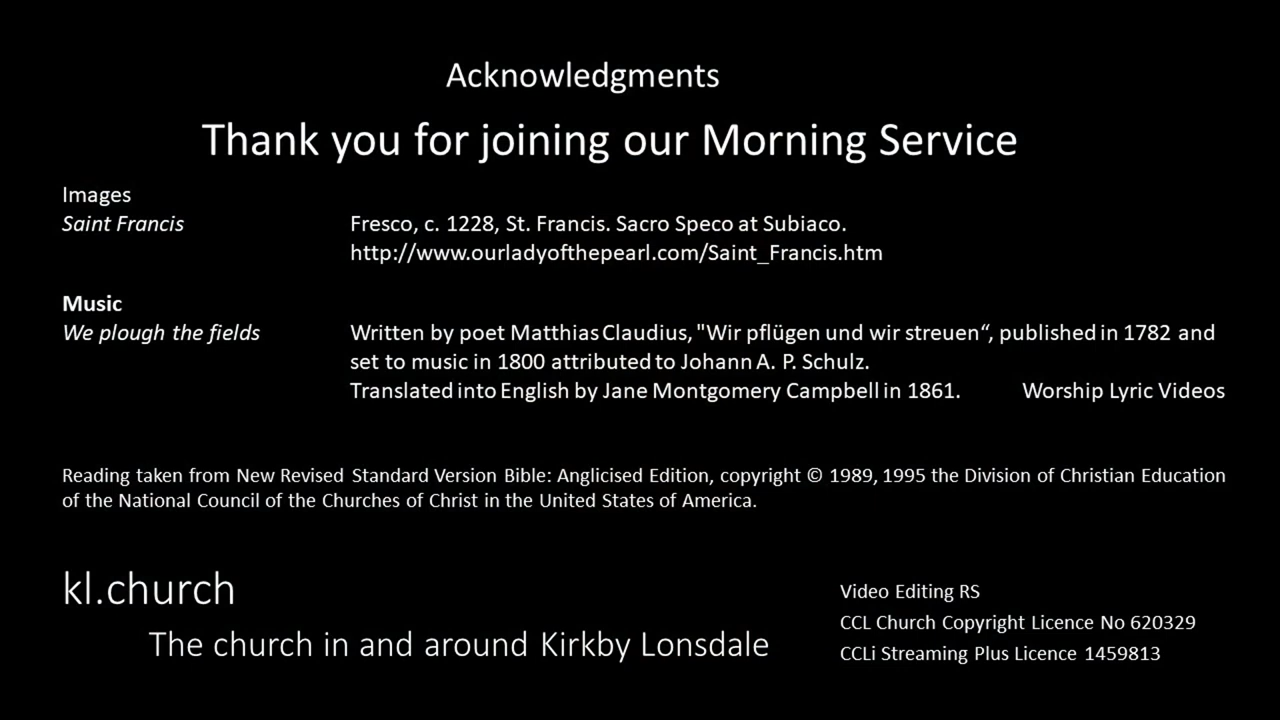 Acknowledgments
Thank you for joining our Morning Service
Images
Saint Francis Fresco, c. 1228, St. Francis. Sacro Speco at Subiaco.
http://www.ourladyofthepearl.com/Saint_Francis.htm
Music
We plough the fields Written by poet Matthias Claudius, "Wir pflügen und wir streuen“, published in 1782 and
set to music in 1800 attributed to Johann A. P. Schulz.
Translated into English by Jane Montgomery Campbell in 1861. Worship Lyric Videos
Reading taken from New Revised Standard Version Bible: Anglicised Edition, copyright © 1989, 1995 the Division of Christian Education
of the National Council of the Churches of Christ in the United States of America.
kl.church
The church in and around Kirkby Lonsdale
Video Editing RS
CCL Church Copyright Licence No 620329
CCLi Streaming Plus Licence 1459813